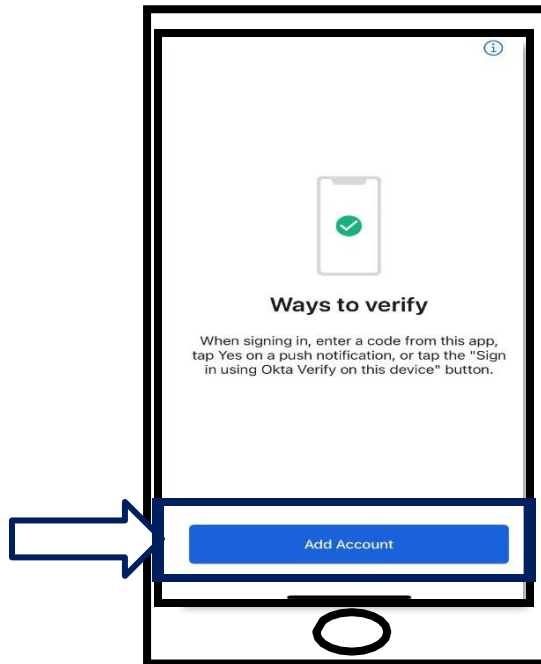 Ways to verify
When signing in, enter a code from this app,
tap Yes on a push notification, or tap the "Sign
in using Okta Verify on this device" button.
Add Account